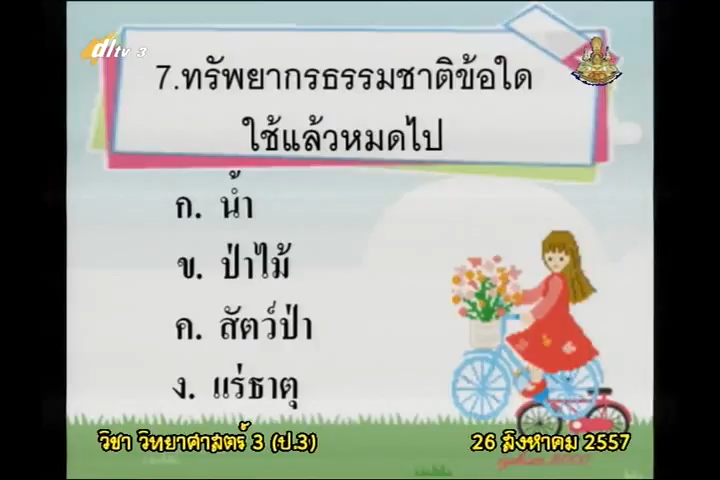 dltv 3
7.ทรัพยากรธรรมชาติข้อใด
ใช้แล้วหมดไป
ก. น้ำ
ข. ป่าไม้
ค. สัตว์ป่า
ง. แร่ธาตุ
วิชา วิทยาศาสตร์ 3 (ป.3)
26 สิงหาคม 2557